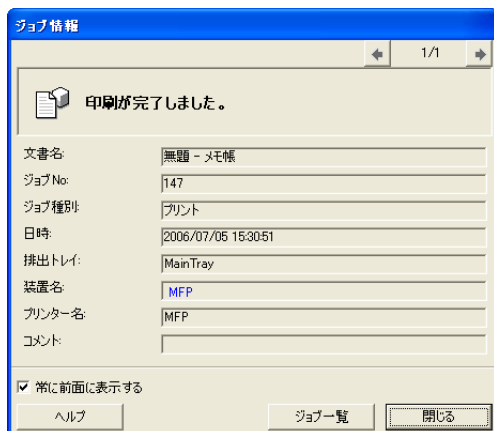 ジョブ情報
1/1
印刷が完了しました。
文書名: 無題 - メモ帳
ジョブNo: 147
ジョブ種別: プリント
日時: 2006/07/05 15:30:51
排出トレイ: MainTray
装置名: MFP
プリンター名: MFP
コメント:
常に前面に表示する
ヘルプ ジョブ一覧 閉じる